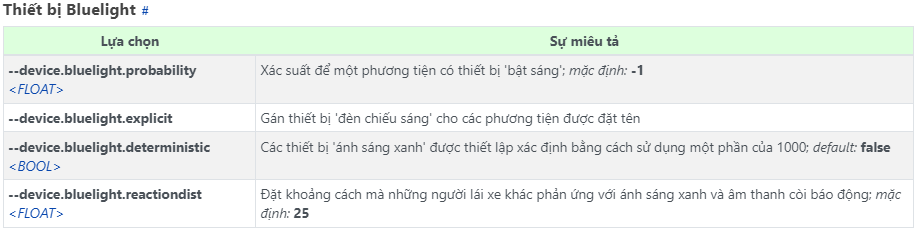 Thiết bị Bluelight #
Lựa chọn Sự miêu tả
--device.bluelight.probability Xác suất để một phương tiện có thiết bị 'bật sáng'; mặc định: -1
<FLOAT>
--device.bluelight.explicit Gán thiết bị 'đèn chiếu sáng' cho các phương tiện được đặt tên
--device.bluelight.deterministic Các thiết bị 'ánh sáng xanh' được thiết lập xác định bằng cách sử dụng một phần của 1000; default: false
<BOOL>
--device.bluelight.reactiondist Đặt khoảng cách mà những người lái xe khác phản ứng với ánh sáng xanh và âm thanh còi báo động; mặc
<FLOAT> định: 25